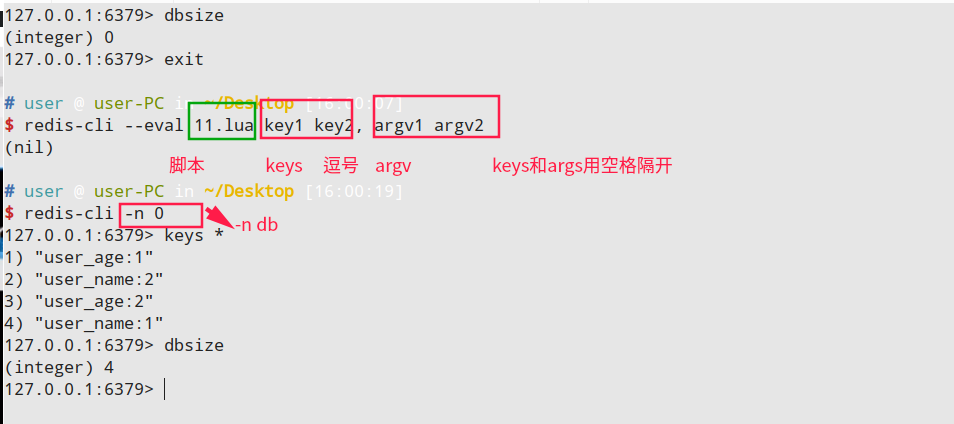 127.0.0.1:6379> dbsize
(integer) 0
127.0.0.1:6379> exit
# user @ user-PC in ~/Desktop [16:00:07]
$ redis-cli --eval 11.lua key1 key2, argv1 argv2
(nil)
脚本 keys 逗号 argv keys和args用空格隔开
# user @ user-PC in ~/Desktop [16:00:19]
$ redis-cli -n 0
-n db
127.0.0.1:6379> keys *
1) "user_age:1"
2) "user_name:2"
3) "user_age:2"
4) "user_name:1"
127.0.0.1:6379> dbsize
(integer) 4
127.0.0.1:6379>